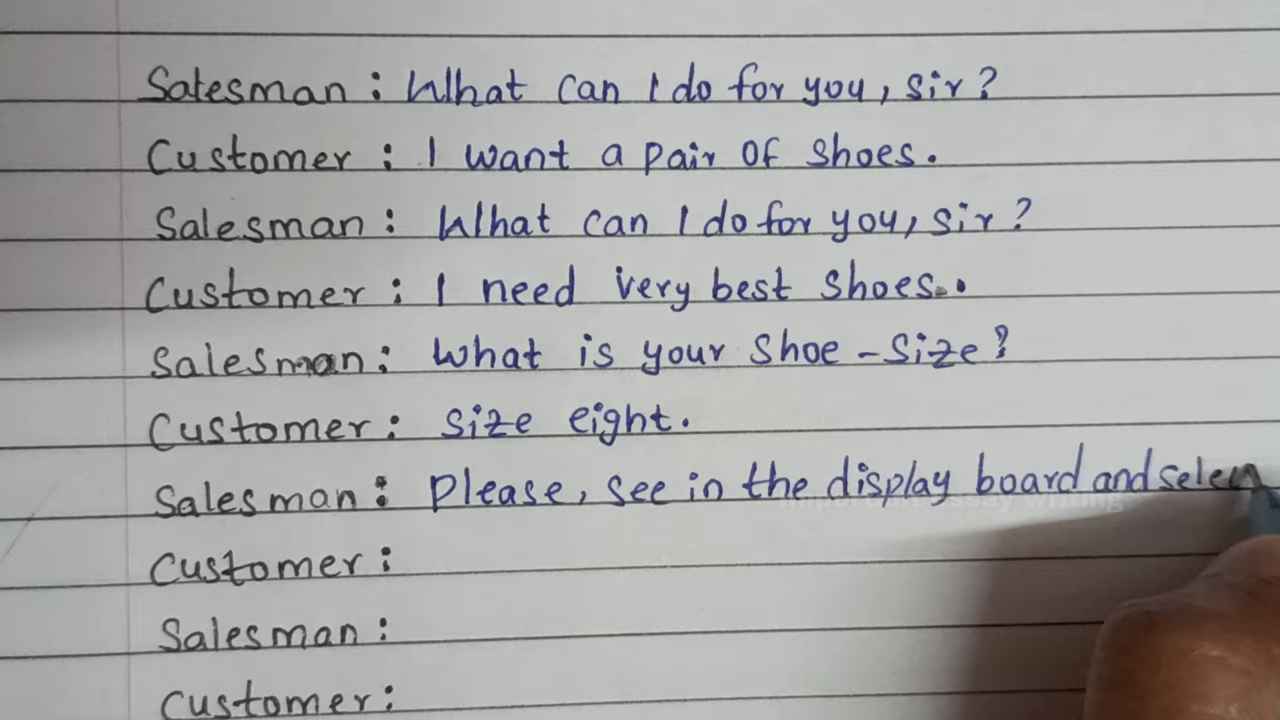 Salesman : What can I do for you, sir?
Customer : I want a pair of shoes.
Salesman : What can I do for you, sir?
Customer : I need very best shoes..
Salesman : What is your shoe-size?
Customer : Size eight.
Salesman : Please, see in the display board and
Customer :
Salesman :
Customer :